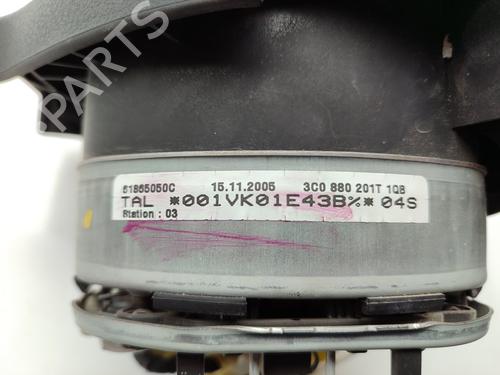 61865050C 15.11.2005 3C0 880 201T 1QB
TAL *001VK01E43B%* 04S
Station : 03
B-PARTS